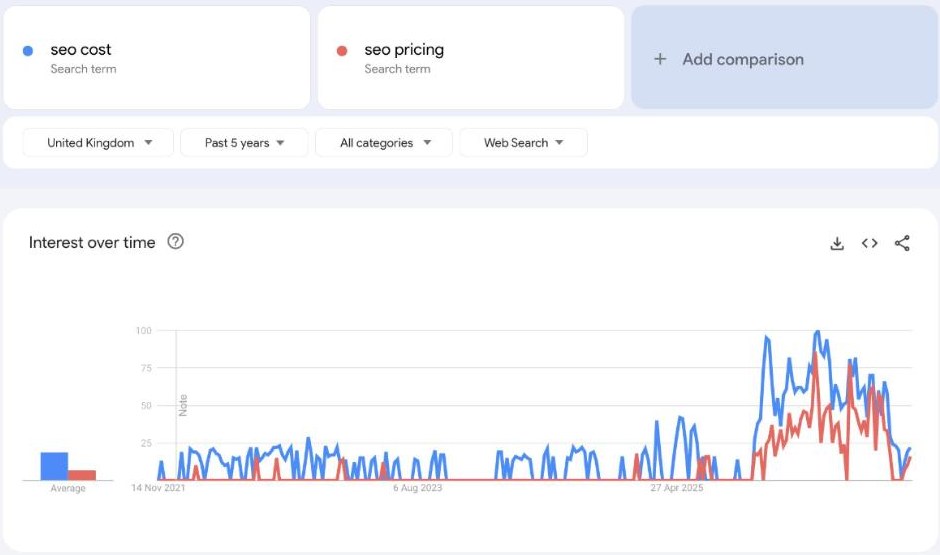 seo cost
Search term
seo pricing
Search term
+ Add comparison
United Kingdom
Past 5 years
All categories
Web Search
Interest over time
100
75
50
25
Note
Average
14 Nov 2021
6 Aug 2023
27 Apr 2025